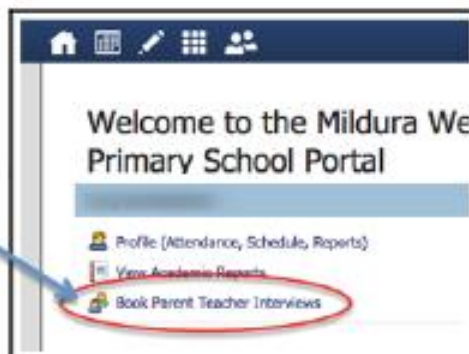 Welcome to the Mildura We
Primary School Portal
Profile (Attendance, Schedule, Reports)
View Academic Reports
Book Parent Teacher Interviews